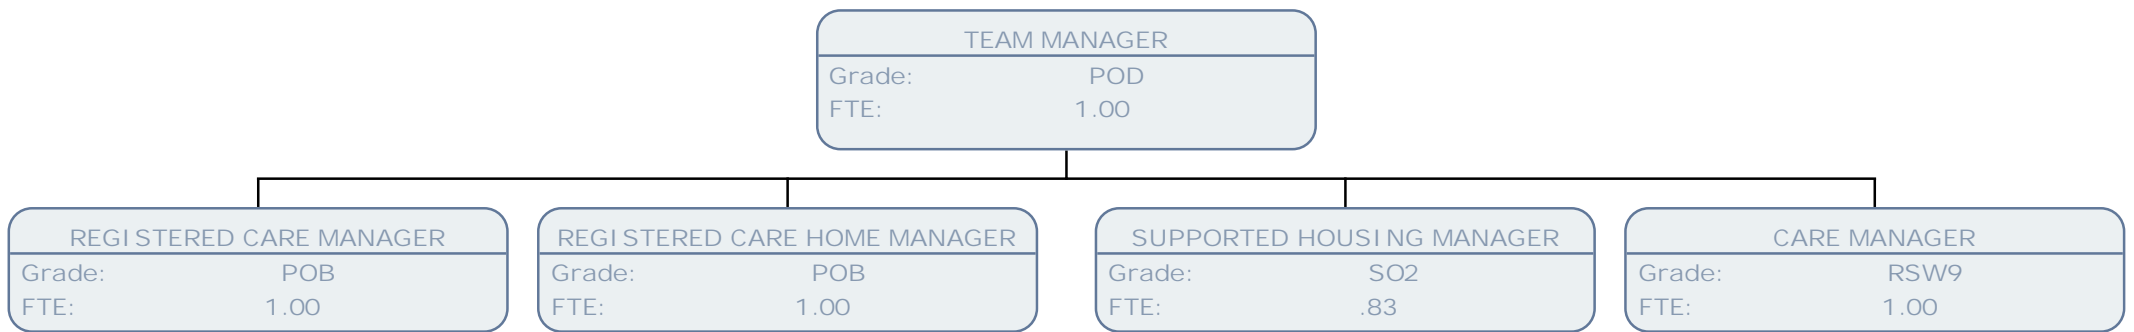 TEAM MANAGER
Grade: POD
FTE: 1.00
REGISTERED CARE MANAGER
Grade: POB
FTE: 1.00
REGISTERED CARE HOME MANAGER
Grade: POB
FTE: 1.00
SUPPORTED HOUSING MANAGER
Grade: SO2
FTE: .83
CARE MANAGER
Grade: RSW9
FTE: 1.00